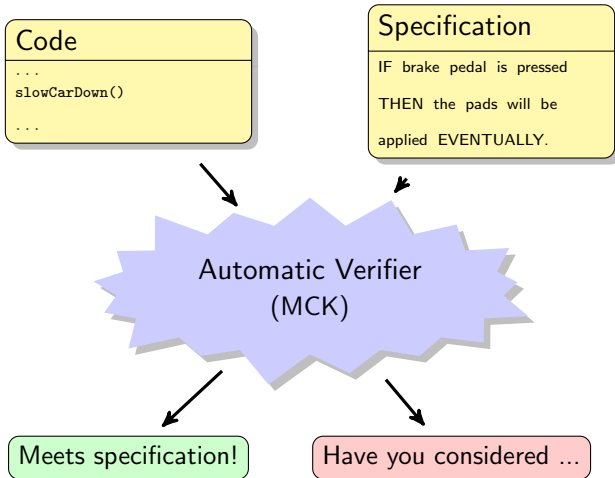 Code
...
slowCarDown()
...
Specification
IF brake pedal is pressed
THEN the pads will be
applied EVENTUALLY.
Automatic Verifier
(MCK)
Meets specification!
Have you considered ...